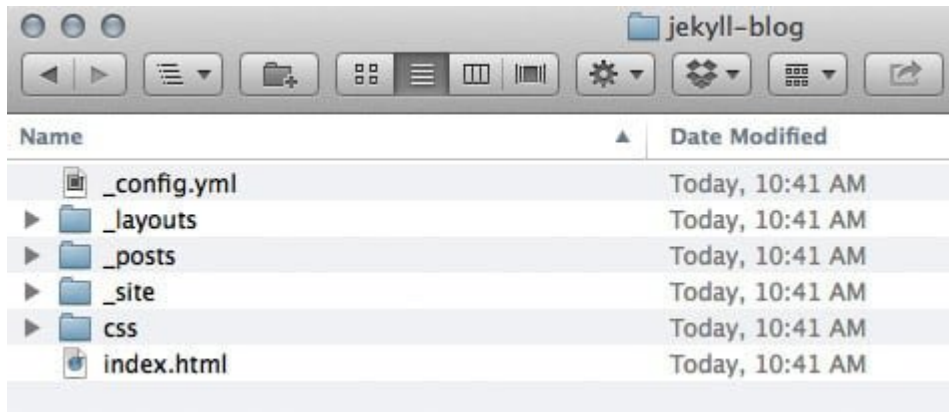 jekyll-blog
Name Date Modified
_config.yml Today, 10:41 AM
_layouts Today, 10:41 AM
_posts Today, 10:41 AM
_site Today, 10:41 AM
css Today, 10:41 AM
index.html Today, 10:41 AM